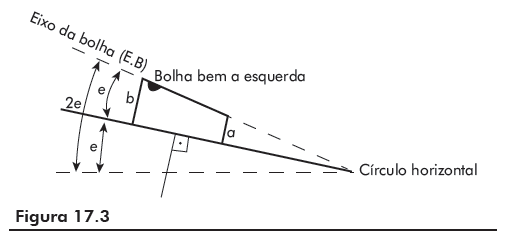 Eixo da bolha (E.B)
Bolha bem a esquerda
e
b
2e
a
e
Círculo horizontal
Figura 17.3